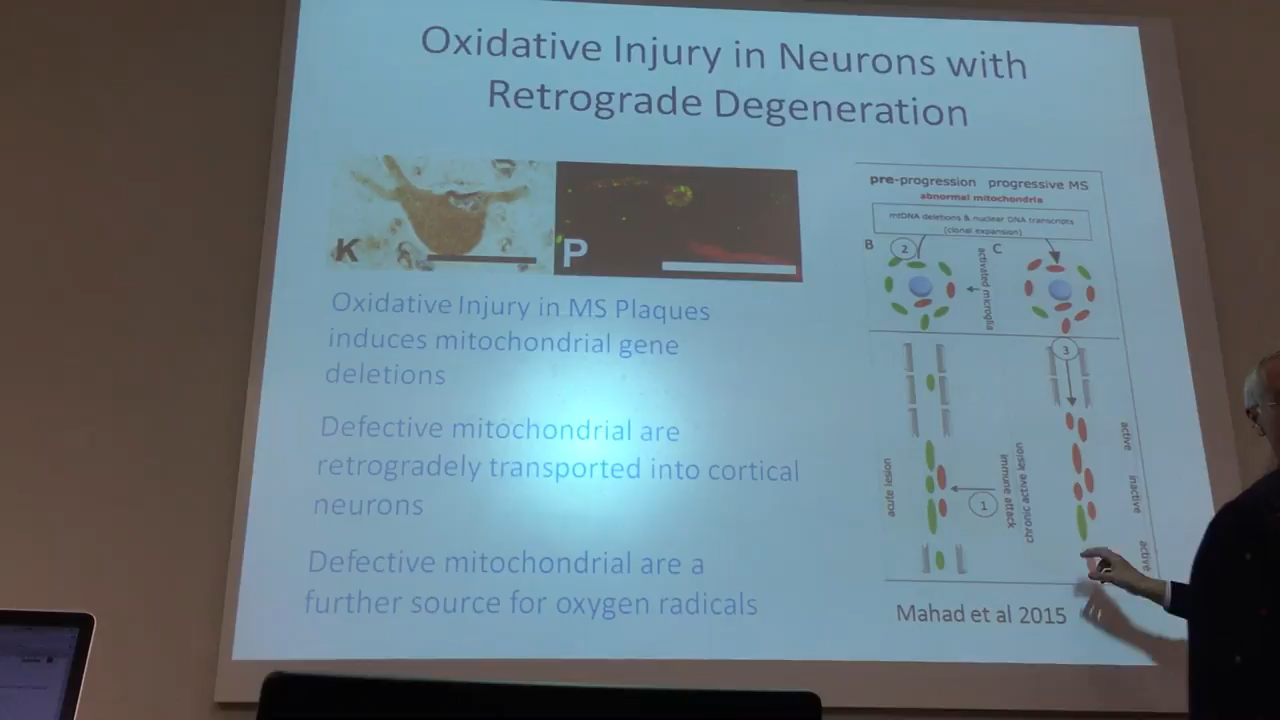 Oxidative Injury in Neurons with
Retrograde Degeneration
K
P
Oxidative Injury in MS Plaques
induces mitochondrial gene
deletions
Defective mitochondrial are
retrogradely transported into cortical
neurons
Defective mitochondrial are a
further source for oxygen radicals
pre-progression progressive MS
abnormal mitochondria
mtDNA deletions & nuclear DNA transcripts
(clonal expansion)
B
2
C
activated microglia
3
acute lesion
1
immune attack
chronic active lesion
active
inactive
active
Mahad et al 2015